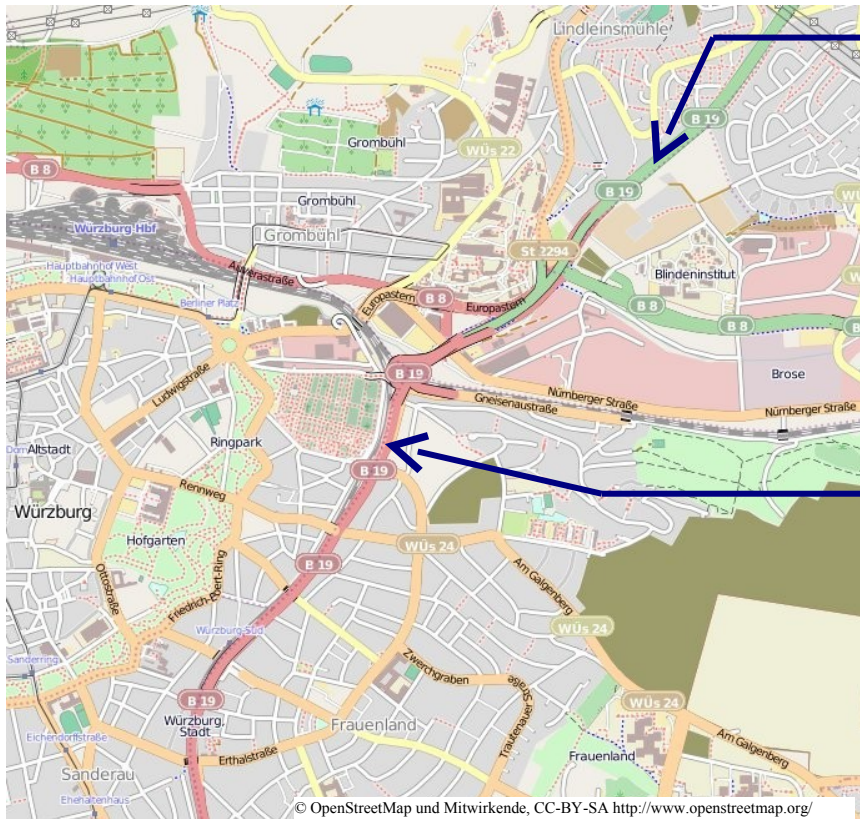 Lindleinsmühle
B 19
Grombühl
WÜs 22
B 8
B 19
Grombühl
Würzburg-Hbf
Grombühl
St 2294
Hauptbahnhof West
Hauptbahnhof Ost
Auverastraße
Blindeninstitut
Berliner Platz
Europastern
B 8
Europastern
B 8
B 8
B 19
Brose
Ludwigstraße
Nürnberger Straße
Gneisenaustraße
Nürnberger Straße
Altstadt
Ringpark
B 19
Rennweg
Würzburg
Hofgarten
WÜs 24
B 19
Am Galgenberg
Ottostraße
Friedrich-Ebert-Ring
WÜs 24
Würzburg-Süd
Sanderring
Zwerchgraben
B 19
WÜs 24
Trautenauer Straße
Würzburg, Stadt
Frauenland
Eichendorffstraße
Erthalstraße
Frauenland
Am Galgenberg
Sanderau
Ehehaltenhaus
© OpenStreetMap und Mitwirkende, CC-BY-SA http://www.openstreetmap.org/